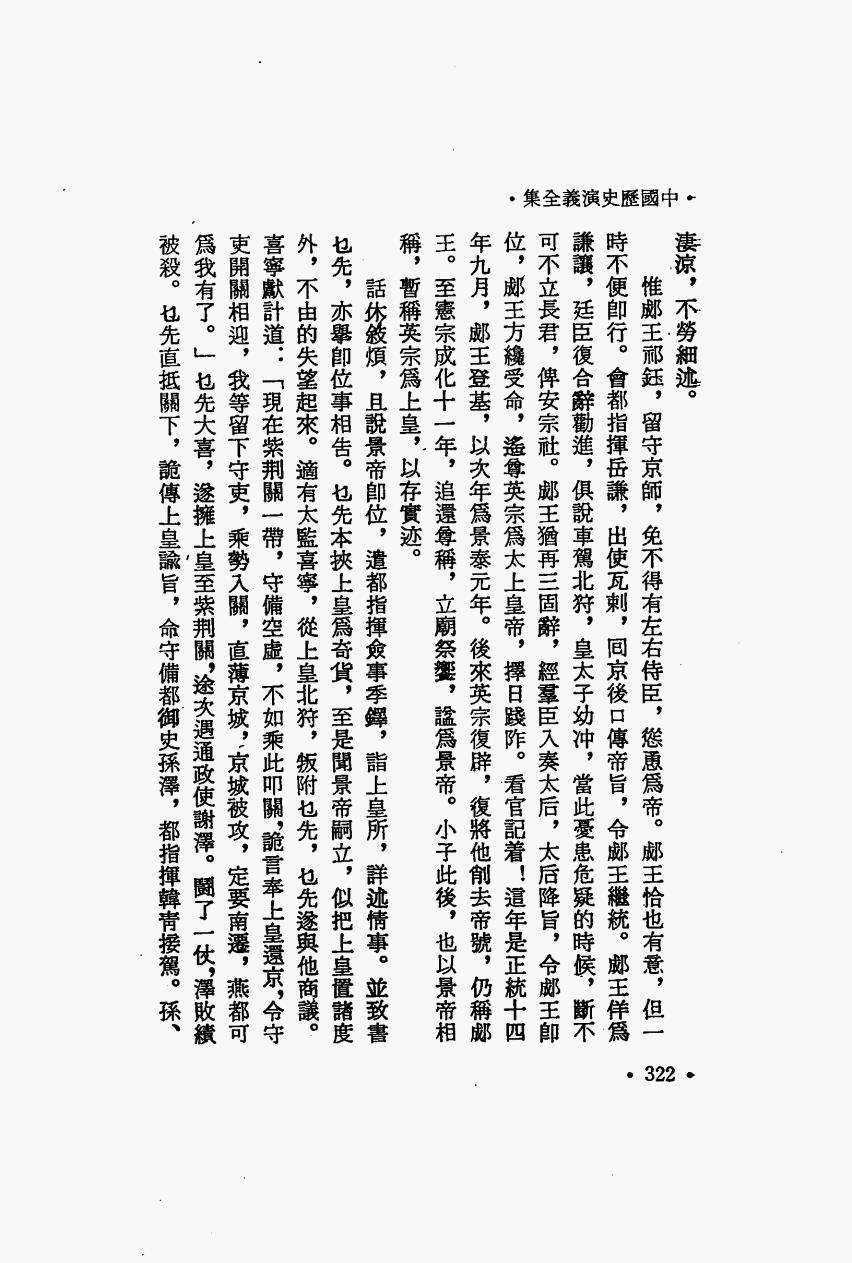 ·中國歷史演義全集·
淒涼，不勞細述。
惟郕王祁鈺，留守京師，免不得有左右侍臣，慫恿爲帝。郕王恰也有意，但一
時不便卽行。會都指揮岳謙，出使瓦剌，囘京後口傳帝旨，令郕王繼統。郕王佯爲
謙讓，廷臣復合辭勸進，俱說車駕北狩，皇太子幼冲，當此憂患危疑的時候，斷不
可不立長君，俾安宗社。郕王猶再三固辭，經羣臣入奏太后，太后降旨，令郕王卽
位，郕王方纔受命，遙尊英宗爲太上皇帝，擇日踐阼。看官記着！這年是正統十四
年九月，郕王登基，以次年爲景泰元年。後來英宗復辟，復將他削去帝號，仍稱郕
王。至憲宗成化十一年，追還尊稱，立廟祭饗，諡爲景帝。小子此後，也以景帝相
稱，暫稱英宗爲上皇，以存實迹。
話休敘煩，且說景帝卽位，遣都指揮僉事季鐸，詣上皇所，詳述情事。並致書
乜先，亦舉卽位事相告。乜先本挾上皇爲奇貨，至是聞景帝嗣立，似把上皇置諸度
外，不由的失望起來。適有太監喜寧，從上皇北狩，叛附乜先，乜先遂與他商議。
喜寧獻計道：「現在紫荆關一帶，守備空虛，不如乘此叩關，詭言奉上皇還京，令守
吏開關相迎，我等留下守吏，乘勢入關，直薄京城，京城被攻，定要南遷，燕都可
爲我有了。」乜先大喜，遂擁上皇至紫荆關，途次遇通政使謝澤。鬭了一仗，澤敗績
被殺。乜先直抵關下，詭傳上皇諭旨，命守備都御史孫澤，都指揮韓靑接駕。孫、
·322·